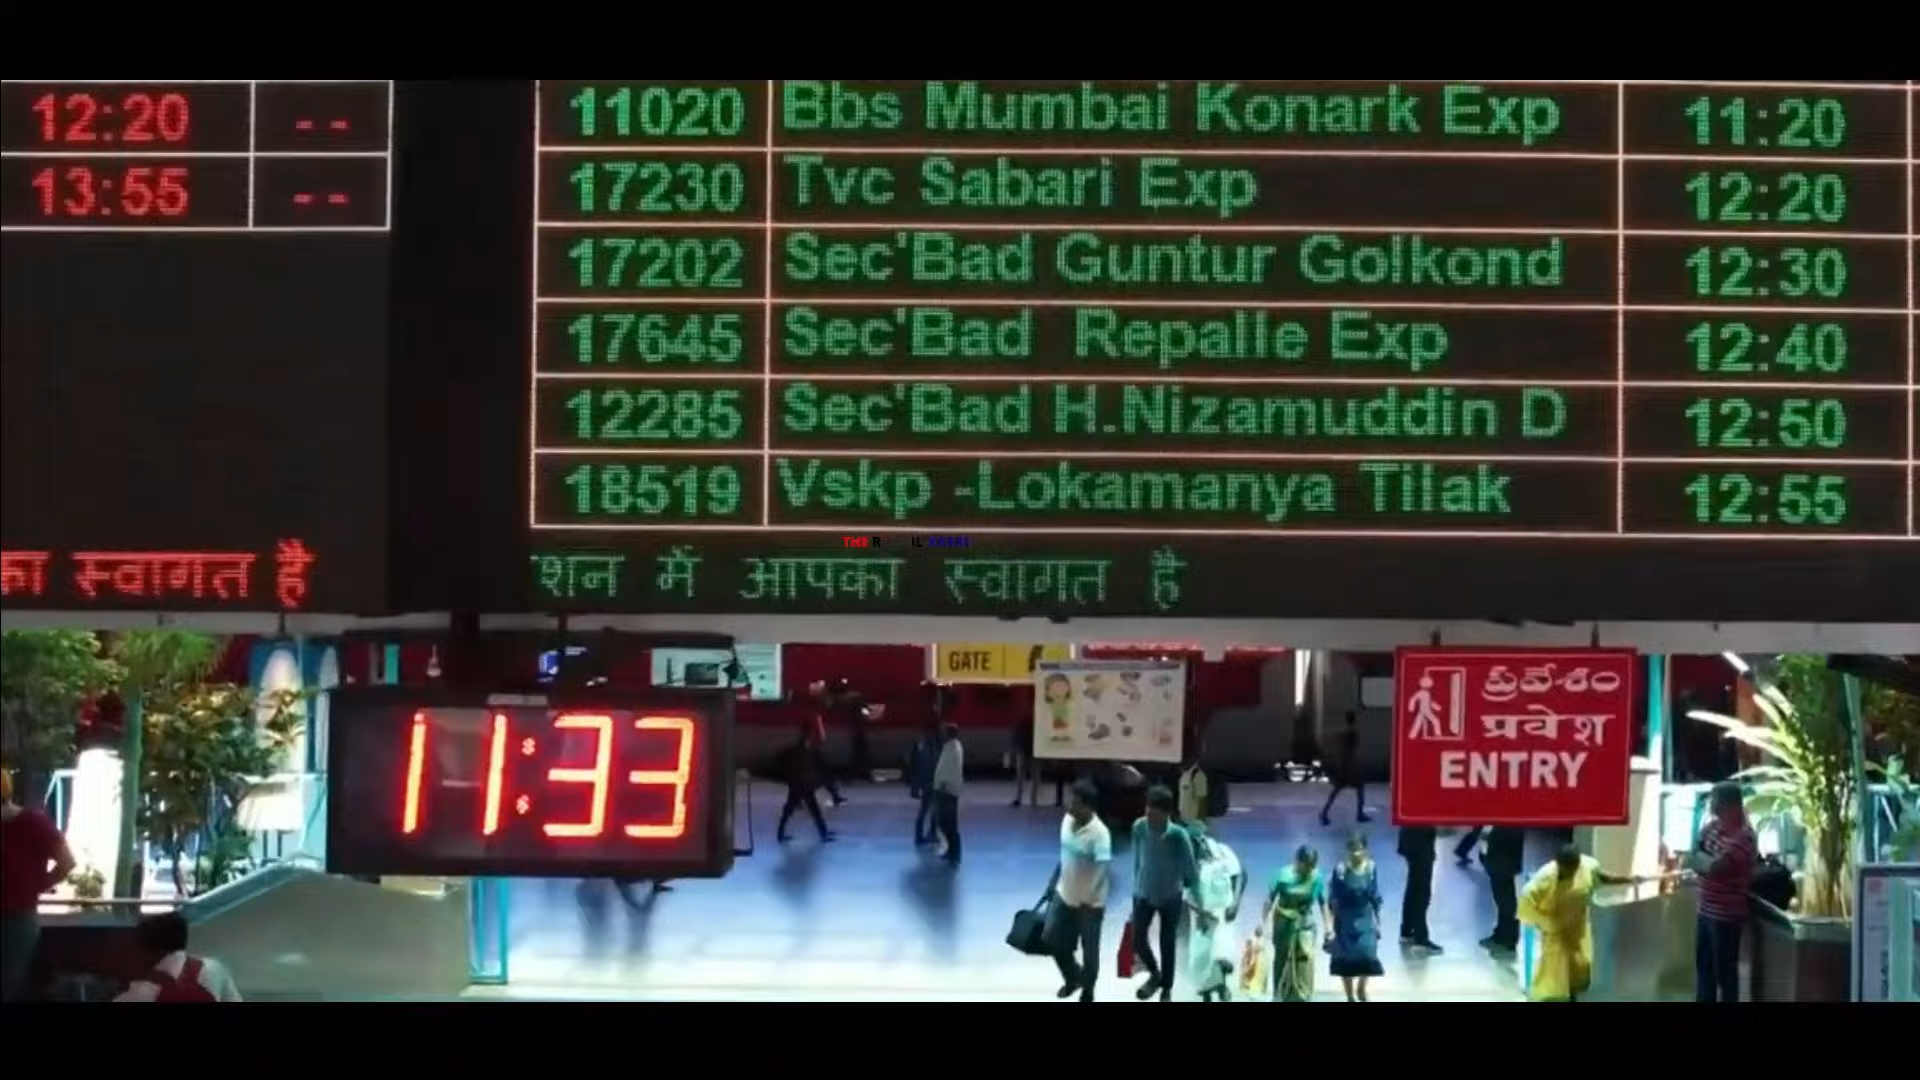 12:20 --
13:55 --
का स्वागत है
11020 Bbs Mumbai Konark Exp 11:20
17230 Tvc Sabari Exp 12:20
17202 Sec'Bad Guntur Golkond 12:30
17645 Sec'Bad Repalle Exp 12:40
12285 Sec'Bad H.Nizamuddin D 12:50
18519 Vskp -Lokamanya Tilak 12:55
शन में आपका स्वागत है
GATE
11:33
ప్రవేశం
प्रवेश
ENTRY